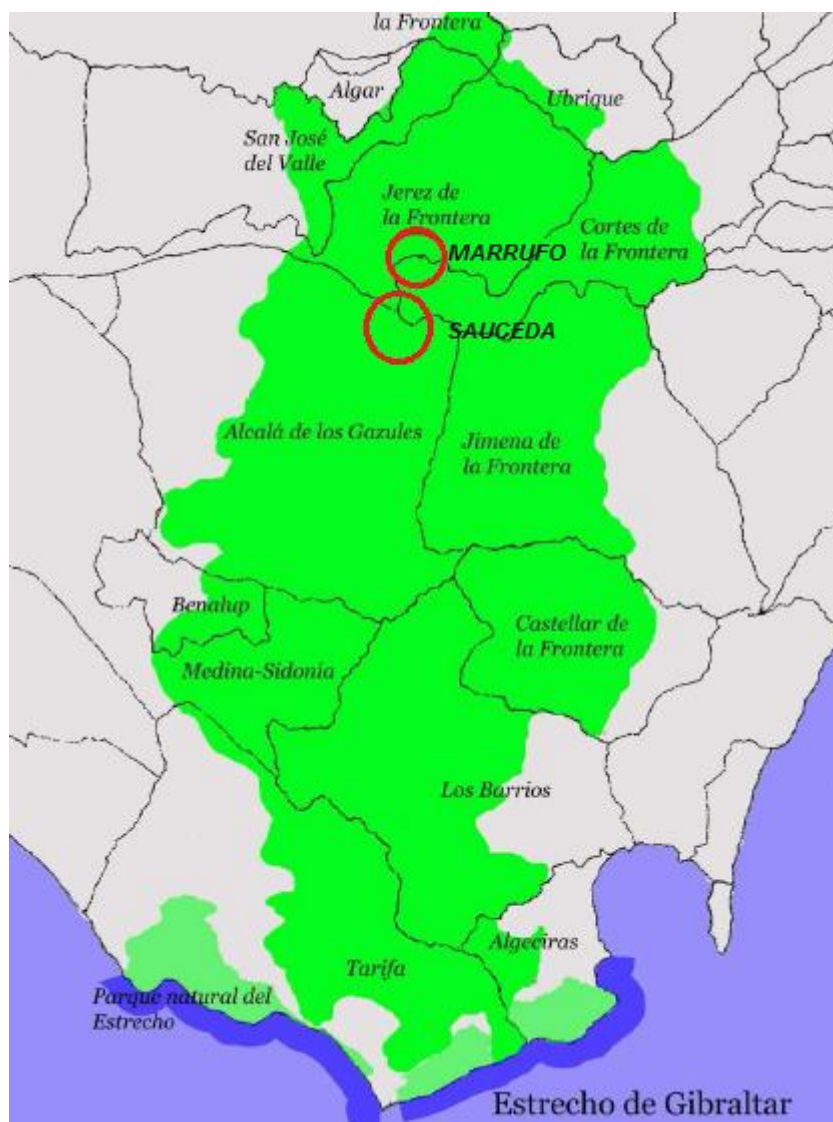 la Frontera
Algar
Ubrique
San José
del Valle
Jerez de
la Frontera
Cortes de
la Frontera
MARRUFO
SAUCEDA
Alcalá de los Gazules
Jimena de
la Frontera
Benalup
Castellar de
la Frontera
Medina-Sidonia
Los Barrios
Algeciras
Tarifa
Parque natural del
Estrecho
Estrecho de Gibraltar